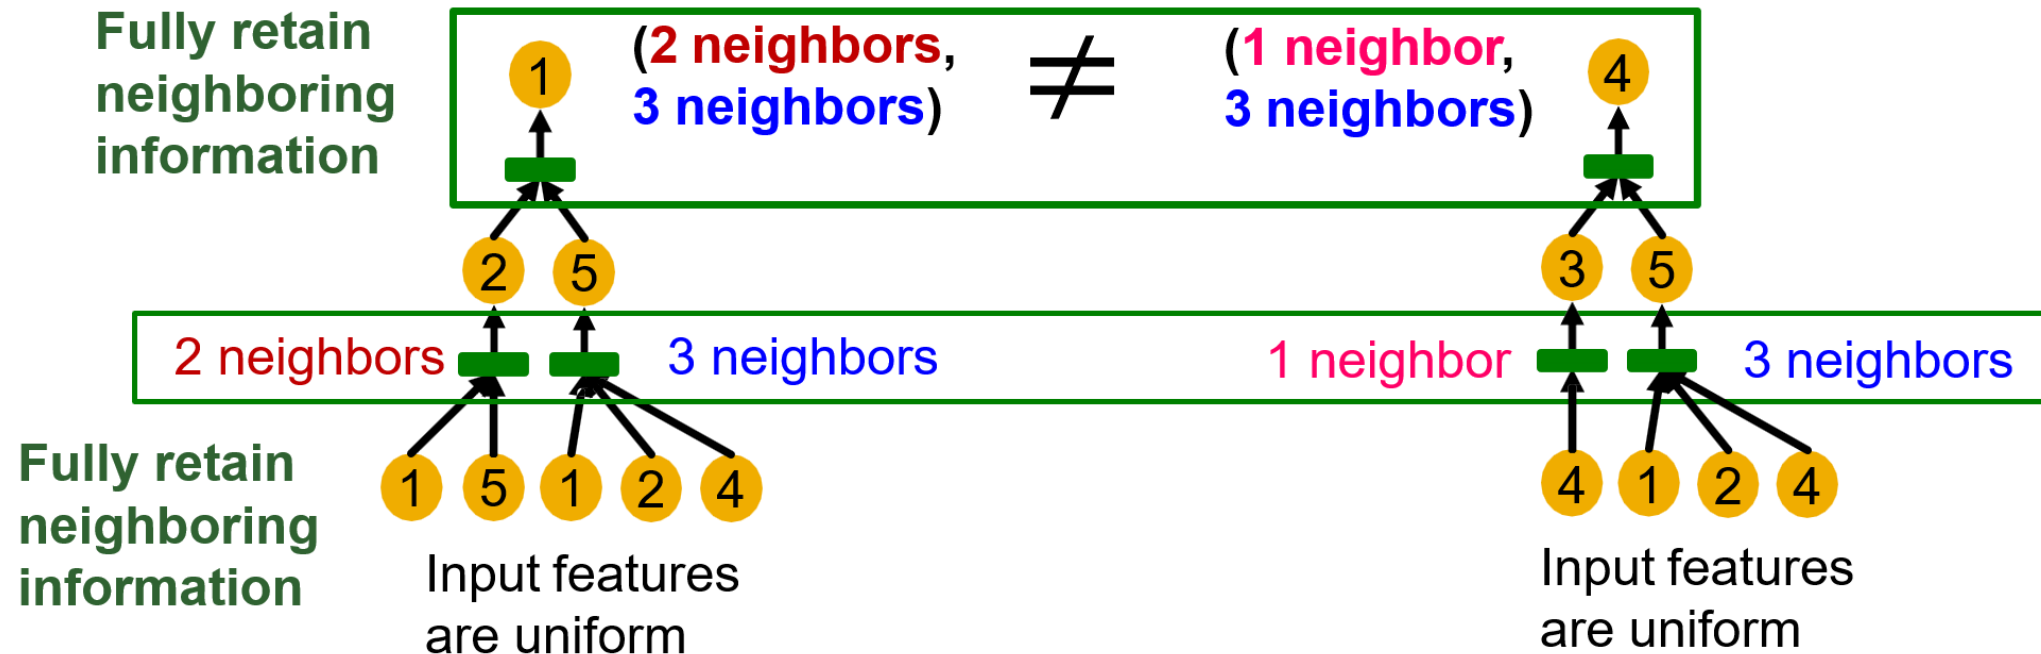 Fully retain
neighboring
information
1
(2 neighbors,
3 neighbors)
≠
(1 neighbor,
3 neighbors)
4
2
5
3
5
2 neighbors
3 neighbors
1 neighbor
3 neighbors
Fully retain
neighboring
information
1 5 1 2 4
4 1 2 4
Input features
are uniform
Input features
are uniform